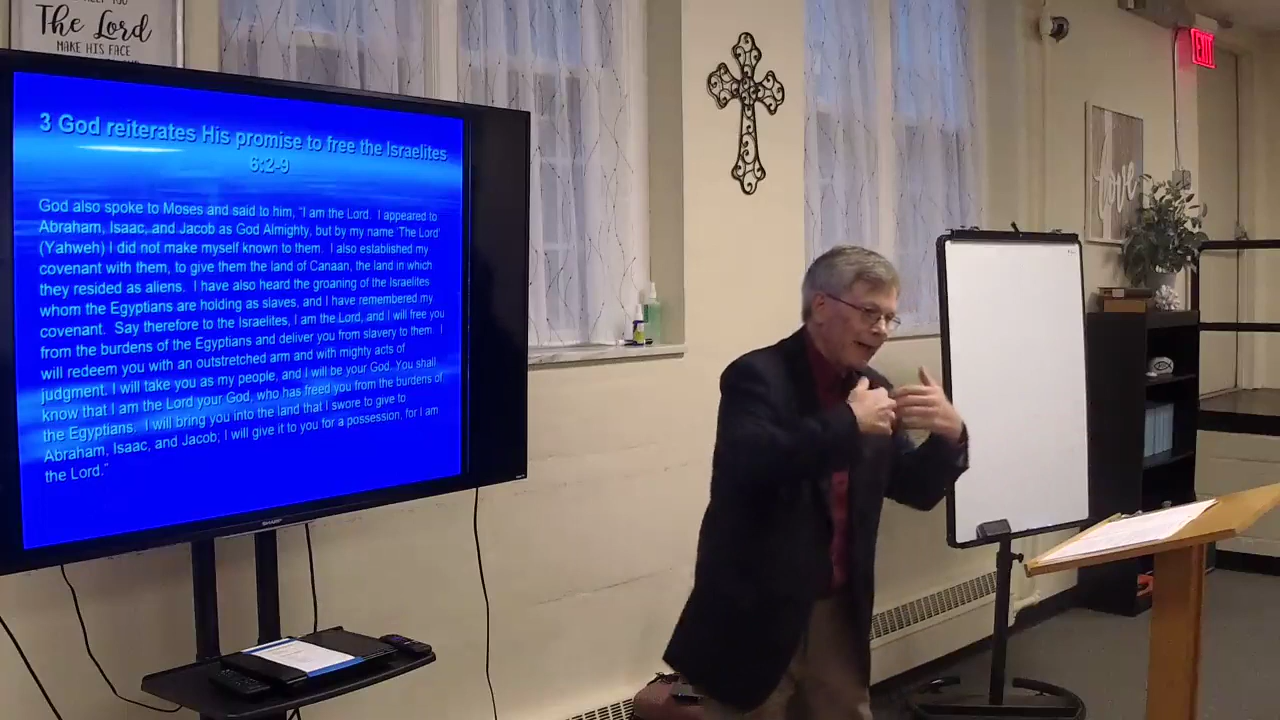 The Lord
MAKE HIS FACE
EXIT
3 God reiterates His promise to free the Israelites
6:2-9
God also spoke to Moses and said to him, “I am the Lord. I appeared to
Abraham, Isaac, and Jacob as God Almighty, but by my name ‘The Lord’
(Yahweh) I did not make myself known to them. I also established my
covenant with them, to give them the land of Canaan, the land in which
they resided as aliens. I have also heard the groaning of the Israelites
whom the Egyptians are holding as slaves, and I have remembered my
covenant. Say therefore to the Israelites, I am the Lord, and I will free you
from the burdens of the Egyptians and deliver you from slavery to them. I
will redeem you with an outstretched arm and with mighty acts of
judgment. I will take you as my people, and I will be your God. You shall
know that I am the Lord your God, who has freed you from the burdens of
the Egyptians. I will bring you into the land that I swore to give to
Abraham, Isaac, and Jacob; I will give it to you for a possession, for I am
the Lord.”
SHARP
love